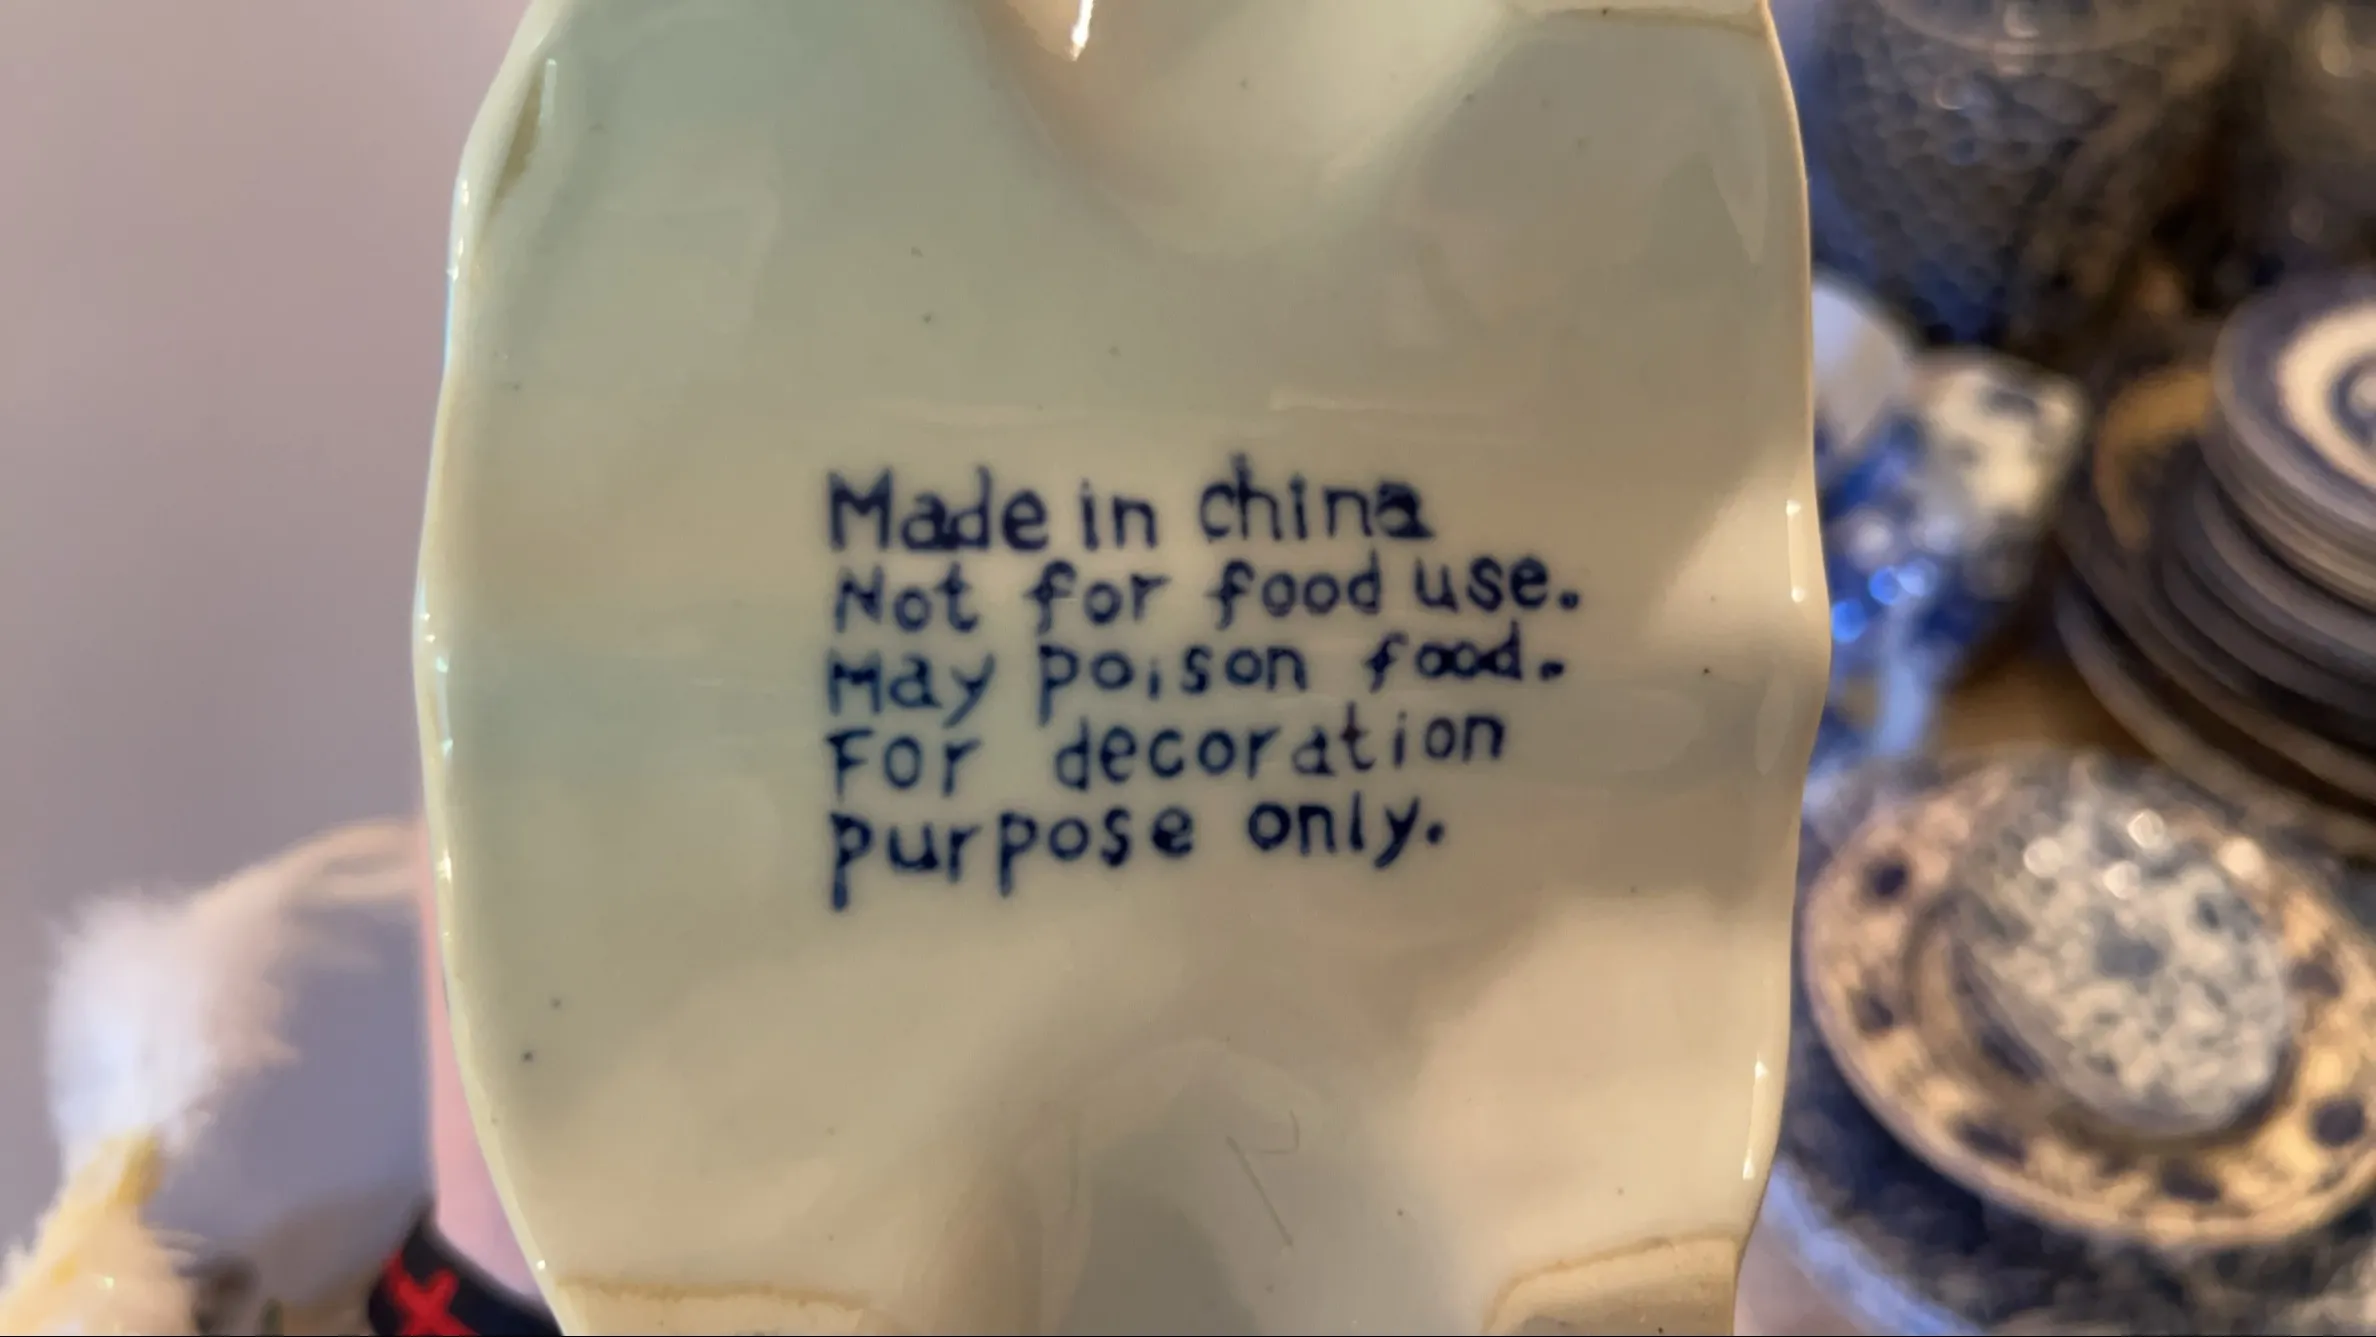 Made in china
Not for food use.
May poison food.
For decoration
purpose only.